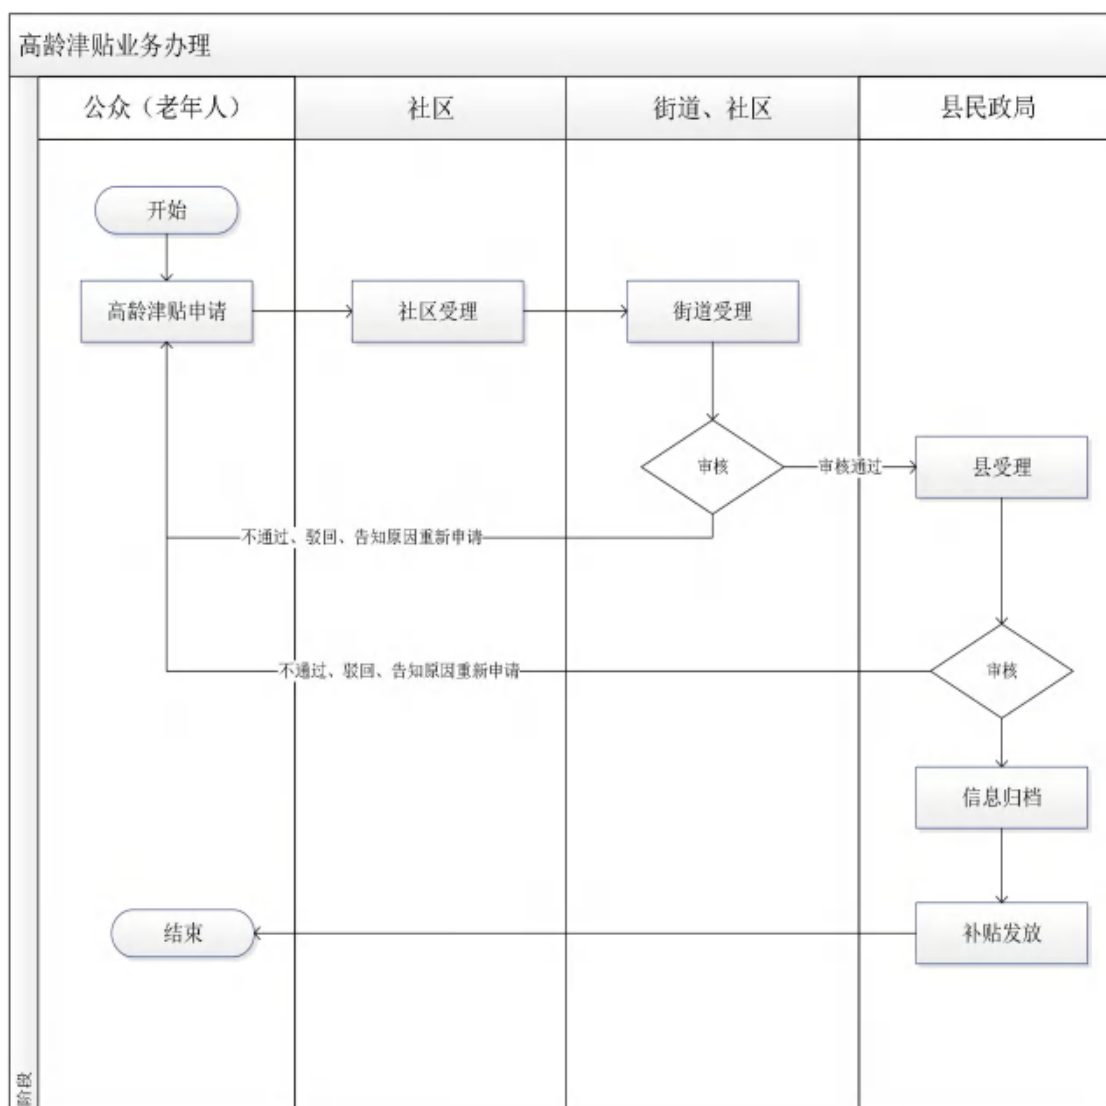 高龄津贴业务办理
公众（老年人）
社区
街道、社区
县民政局
开始
高龄津贴申请
社区受理
街道受理
审核
审核通过
县受理
不通过、驳回、告知原因重新申请
不通过、驳回、告知原因重新申请
审核
信息归档
结束
补贴发放
阶段